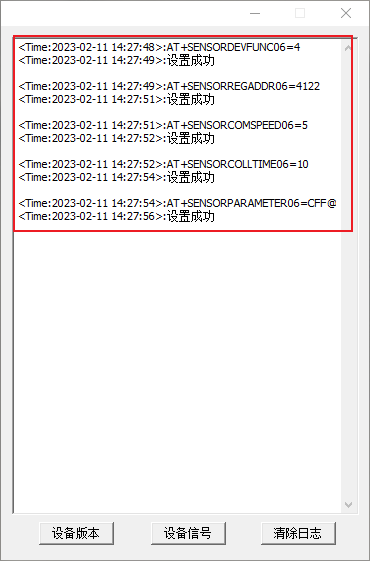 <Time:2023-02-11 14:27:48>:AT+SENSORDEVFUNC06=4
<Time:2023-02-11 14:27:49>:设置成功
<Time:2023-02-11 14:27:49>:AT+SENSORREGADDR06=4122
<Time:2023-02-11 14:27:51>:设置成功
<Time:2023-02-11 14:27:51>:AT+SENSORCOMSPEED06=5
<Time:2023-02-11 14:27:52>:设置成功
<Time:2023-02-11 14:27:52>:AT+SENSORCOLLTIME06=10
<Time:2023-02-11 14:27:54>:设置成功
<Time:2023-02-11 14:27:54>:AT+SENSORPARAMETER06=CFF@
<Time:2023-02-11 14:27:56>:设置成功
设备版本 设备信号 清除日志